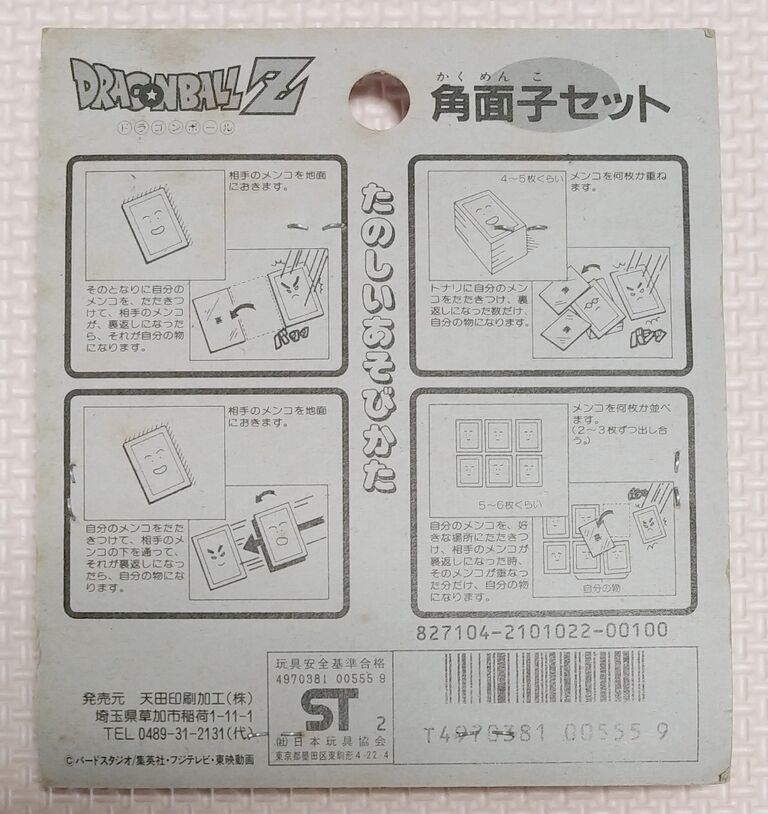 DRAGONBALL Z
ドラゴンボール
かくめんこ
角面子セット
たのしいあそびかた
相手のメンコを地面
におきます。
そのとなりに自分の
メンコを、たたきつ
けて、相手のメンコ
が、裏返しになった
ら、それが自分の物
になります。
バシッ
4～5枚くらい
メンコを何枚か重ね
ます。
トナリに自分のメン
コをたたきつけ、裏
返しになった数だけ、
自分の物になります。
バシッ
相手のメンコを地面
におきます。
自分のメンコをたた
きつけて、相手のメ
ンコの下を通って、
それが裏返しになっ
たら、自分の物にな
ります。
メンコを何枚か並べ
ます。
(2～3枚ずつ出し合
う。)
5～6枚くらい
自分のメンコを、好
きな場所にたたきつ
け、相手のメンコが
裏返しになった時、
そのメンコが重なっ
た分だけ、自分の物
になります。
自分の物
827104-2101022-00100
発売元 天田印刷加工(株)
埼玉県草加市稲荷1-11-1
TEL 0489-31-2131(代)
©バードスタジオ/集英社・フジテレビ・東映動画
玩具安全基準合格
4970381 00555 9
ST 2
(社)日本玩具協会
東京都墨田区東駒形4-22-4
T4970381 00555 9